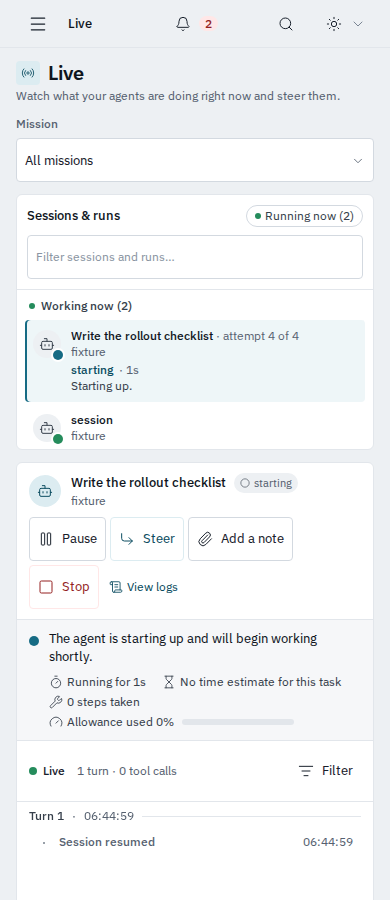 Live
2
Live
Watch what your agents are doing right now and steer them.
Mission
All missions
Sessions & runs
Running now (2)
Filter sessions and runs...
Working now (2)
Write the rollout checklist · attempt 4 of 4
fixture
starting · 1s
Starting up.
session
fixture
Write the rollout checklist
starting
fixture
Pause
Steer
Add a note
Stop
View logs
The agent is starting up and will begin working
shortly.
Running for 1s
No time estimate for this task
0 steps taken
Allowance used 0%
Live
1 turn · 0 tool calls
Filter
Turn 1 · 06:44:59
· Session resumed
06:44:59